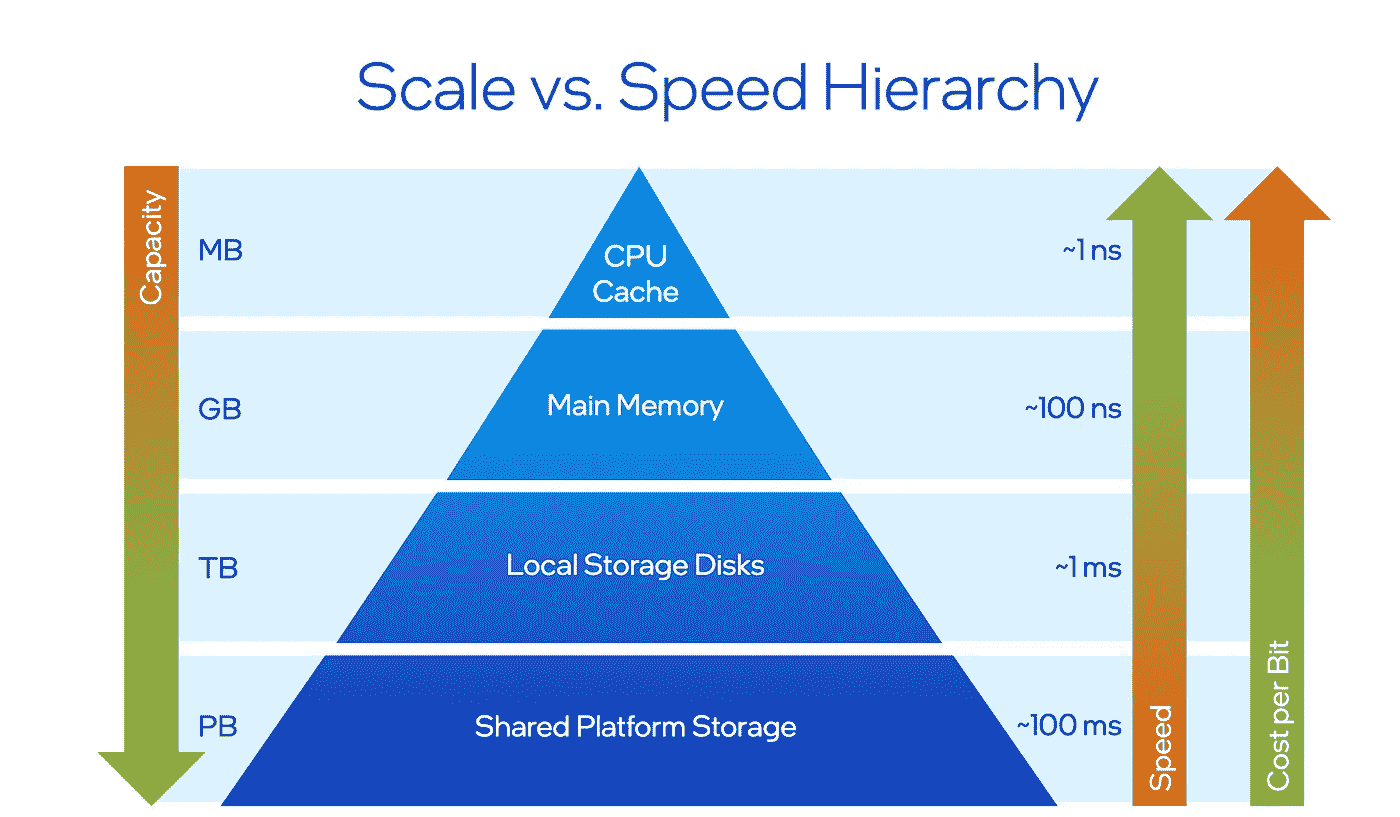 Scale vs. Speed Hierarchy
Capacity
MB
CPU
Cache
~1 ns
GB
Main Memory
~100 ns
TB
Local Storage Disks
~1 ms
PB
Shared Platform Storage
~100 ms
Speed
Cost per Bit